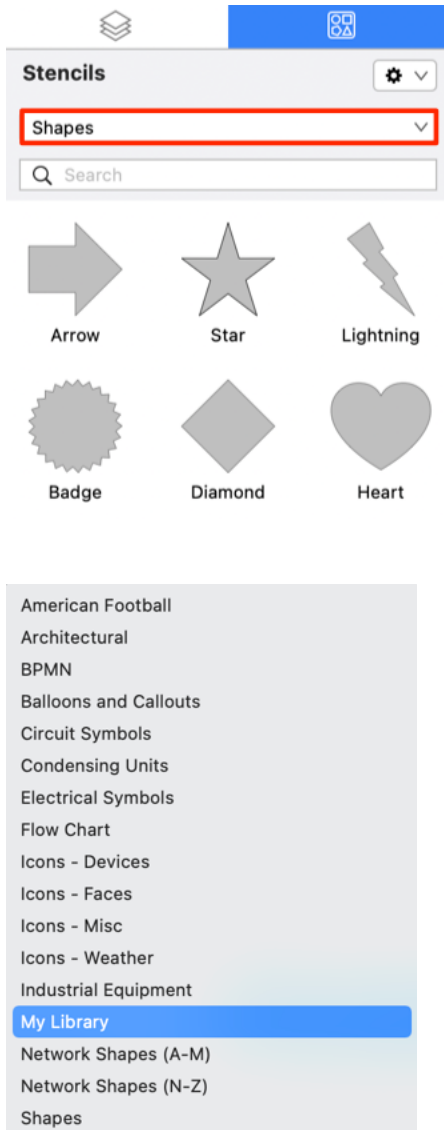 Stencils
Shapes
Search
Arrow Star Lightning
Badge Diamond Heart
American Football
Architectural
BPMN
Balloons and Callouts
Circuit Symbols
Condensing Units
Electrical Symbols
Flow Chart
Icons - Devices
Icons - Faces
Icons - Misc
Icons - Weather
Industrial Equipment
My Library
Network Shapes (A-M)
Network Shapes (N-Z)
Shapes